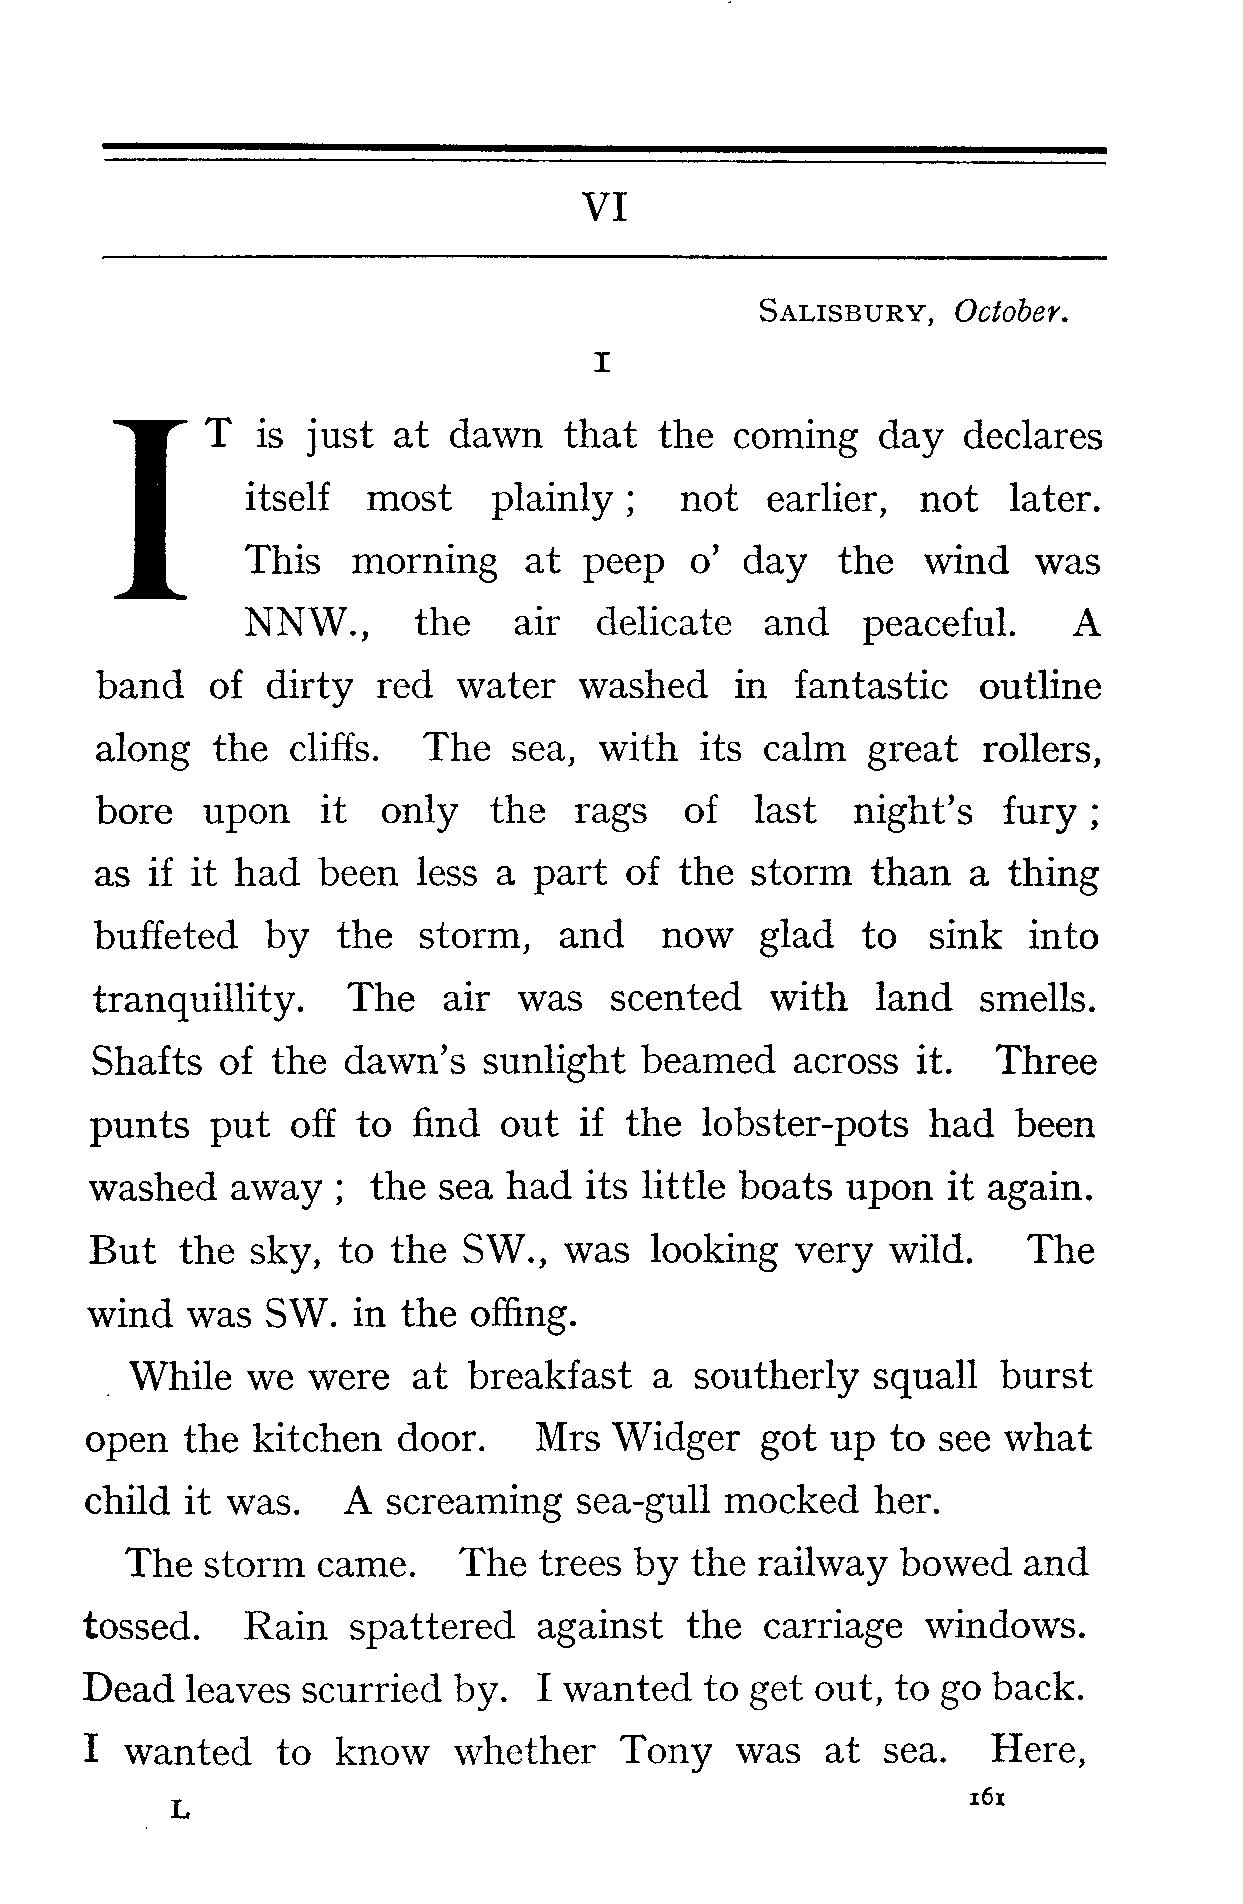 VI
SALISBURY, October.
I
IT is just at dawn that the coming day declares
itself most plainly ; not earlier, not later.
This morning at peep o' day the wind was
NNW., the air delicate and peaceful. A
band of dirty red water washed in fantastic outline
along the cliffs. The sea, with its calm great rollers,
bore upon it only the rags of last night's fury ;
as if it had been less a part of the storm than a thing
buffeted by the storm, and now glad to sink into
tranquillity. The air was scented with land smells.
Shafts of the dawn's sunlight beamed across it. Three
punts put off to find out if the lobster-pots had been
washed away ; the sea had its little boats upon it again.
But the sky, to the SW., was looking very wild. The
wind was SW. in the offing.
While we were at breakfast a southerly squall burst
open the kitchen door. Mrs Widger got up to see what
child it was. A screaming sea-gull mocked her.
The storm came. The trees by the railway bowed and
tossed. Rain spattered against the carriage windows.
Dead leaves scurried by. I wanted to get out, to go back.
I wanted to know whether Tony was at sea. Here,
L 161